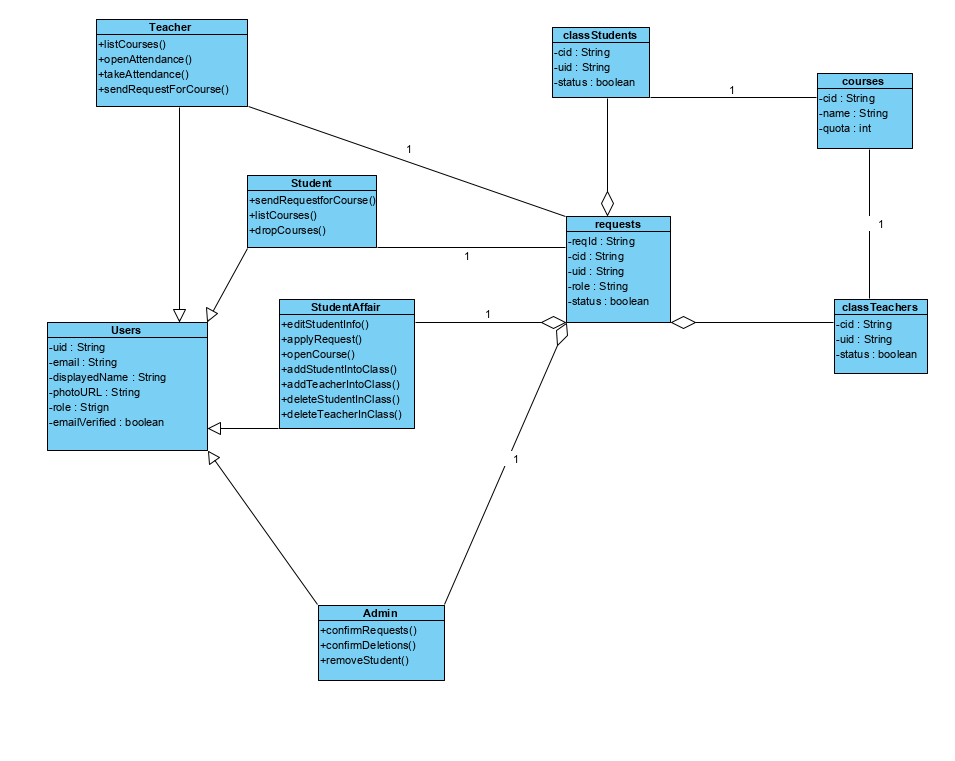 Teacher
+listCourses()
+openAttendance()
+takeAttendance()
+sendRequestForCourse()
classStudents
-cid : String
-uid : String
-status : boolean
1
courses
-cid : String
-name : String
-quota : int
1
Student
+sendRequestforCourse()
+listCourses()
+dropCourses()
1
requests
-reqId : String
-cid : String
-uid : String
-role : String
-status : boolean
1
StudentAffair
+editStudentInfo()
+applyRequest()
+openCourse()
+addStudentIntoClass()
+addTeacherIntoClass()
+deleteStudentInClass()
+deleteTeacherInClass()
1
classTeachers
-cid : String
-uid : String
-status : boolean
Users
-uid : String
-email : String
-displayedName : String
-photoURL : String
-role : Strign
-emailVerified : boolean
1
Admin
+confirmRequests()
+confirmDeletions()
+removeStudent()